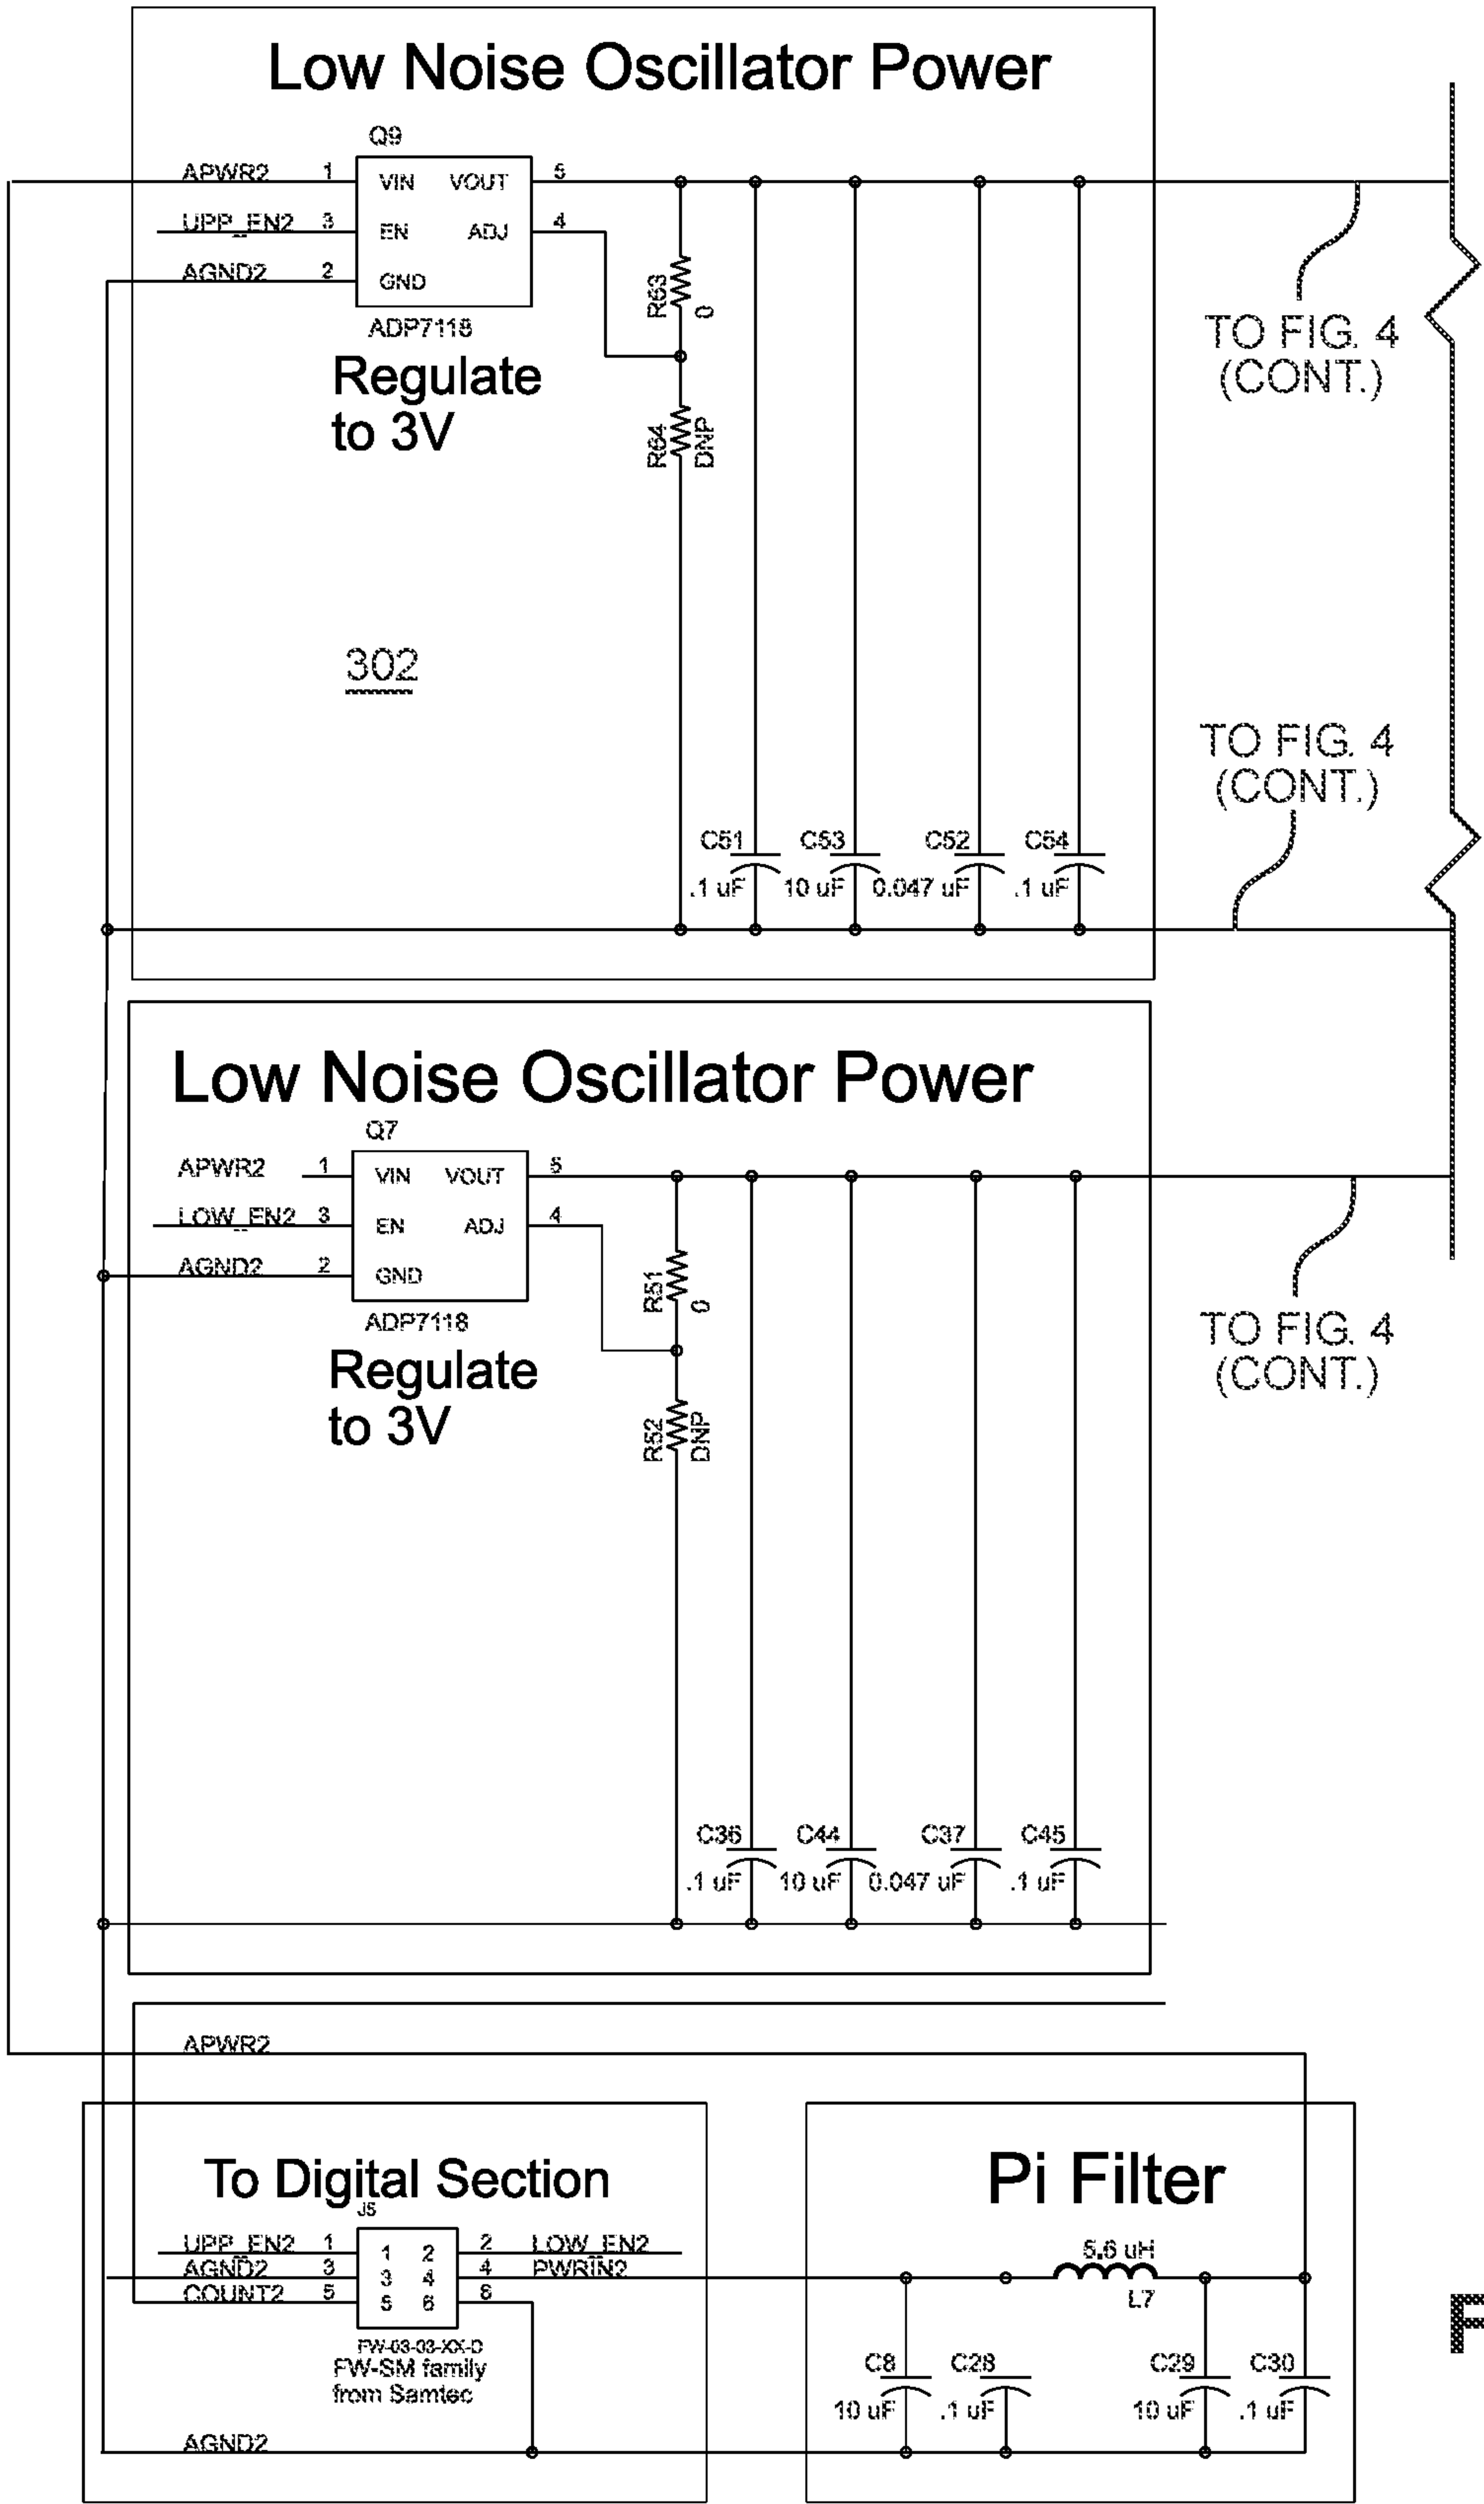 Low Noise Oscillator Power
Q9
APWR2 1 VIN VOUT 5
UPP_EN2 3 EN ADJ 4
AGND2 2 GND
ADP7118
Regulate
to 3V
R63
0
R64
DNP
302
TO FIG. 4
(CONT.)
TO FIG. 4
(CONT.)
C51 C53 C52 C54
.1 uF 10 uF 0.047 uF .1 uF
Low Noise Oscillator Power
Q7
APWR2 1 VIN VOUT 5
LOW_EN2 3 EN ADJ 4
AGND2 2 GND
ADP7118
Regulate
to 3V
R51
0
R52
DNP
TO FIG. 4
(CONT.)
C36 C44 C37 C45
.1 uF 10 uF 0.047 uF .1 uF
APWR2
To Digital Section
J5
UPP_EN2 1 1 2 2 LOW_EN2
AGND2 3 3 4 4 PWRIN2
COUNT2 5 5 6 6
FW-03-03-XX-D
FW-SM family
from Samtec
AGND2
Pi Filter
5.6 uH
L7
C8 C28 C29 C30
10 uF .1 uF 10 uF .1 uF
F